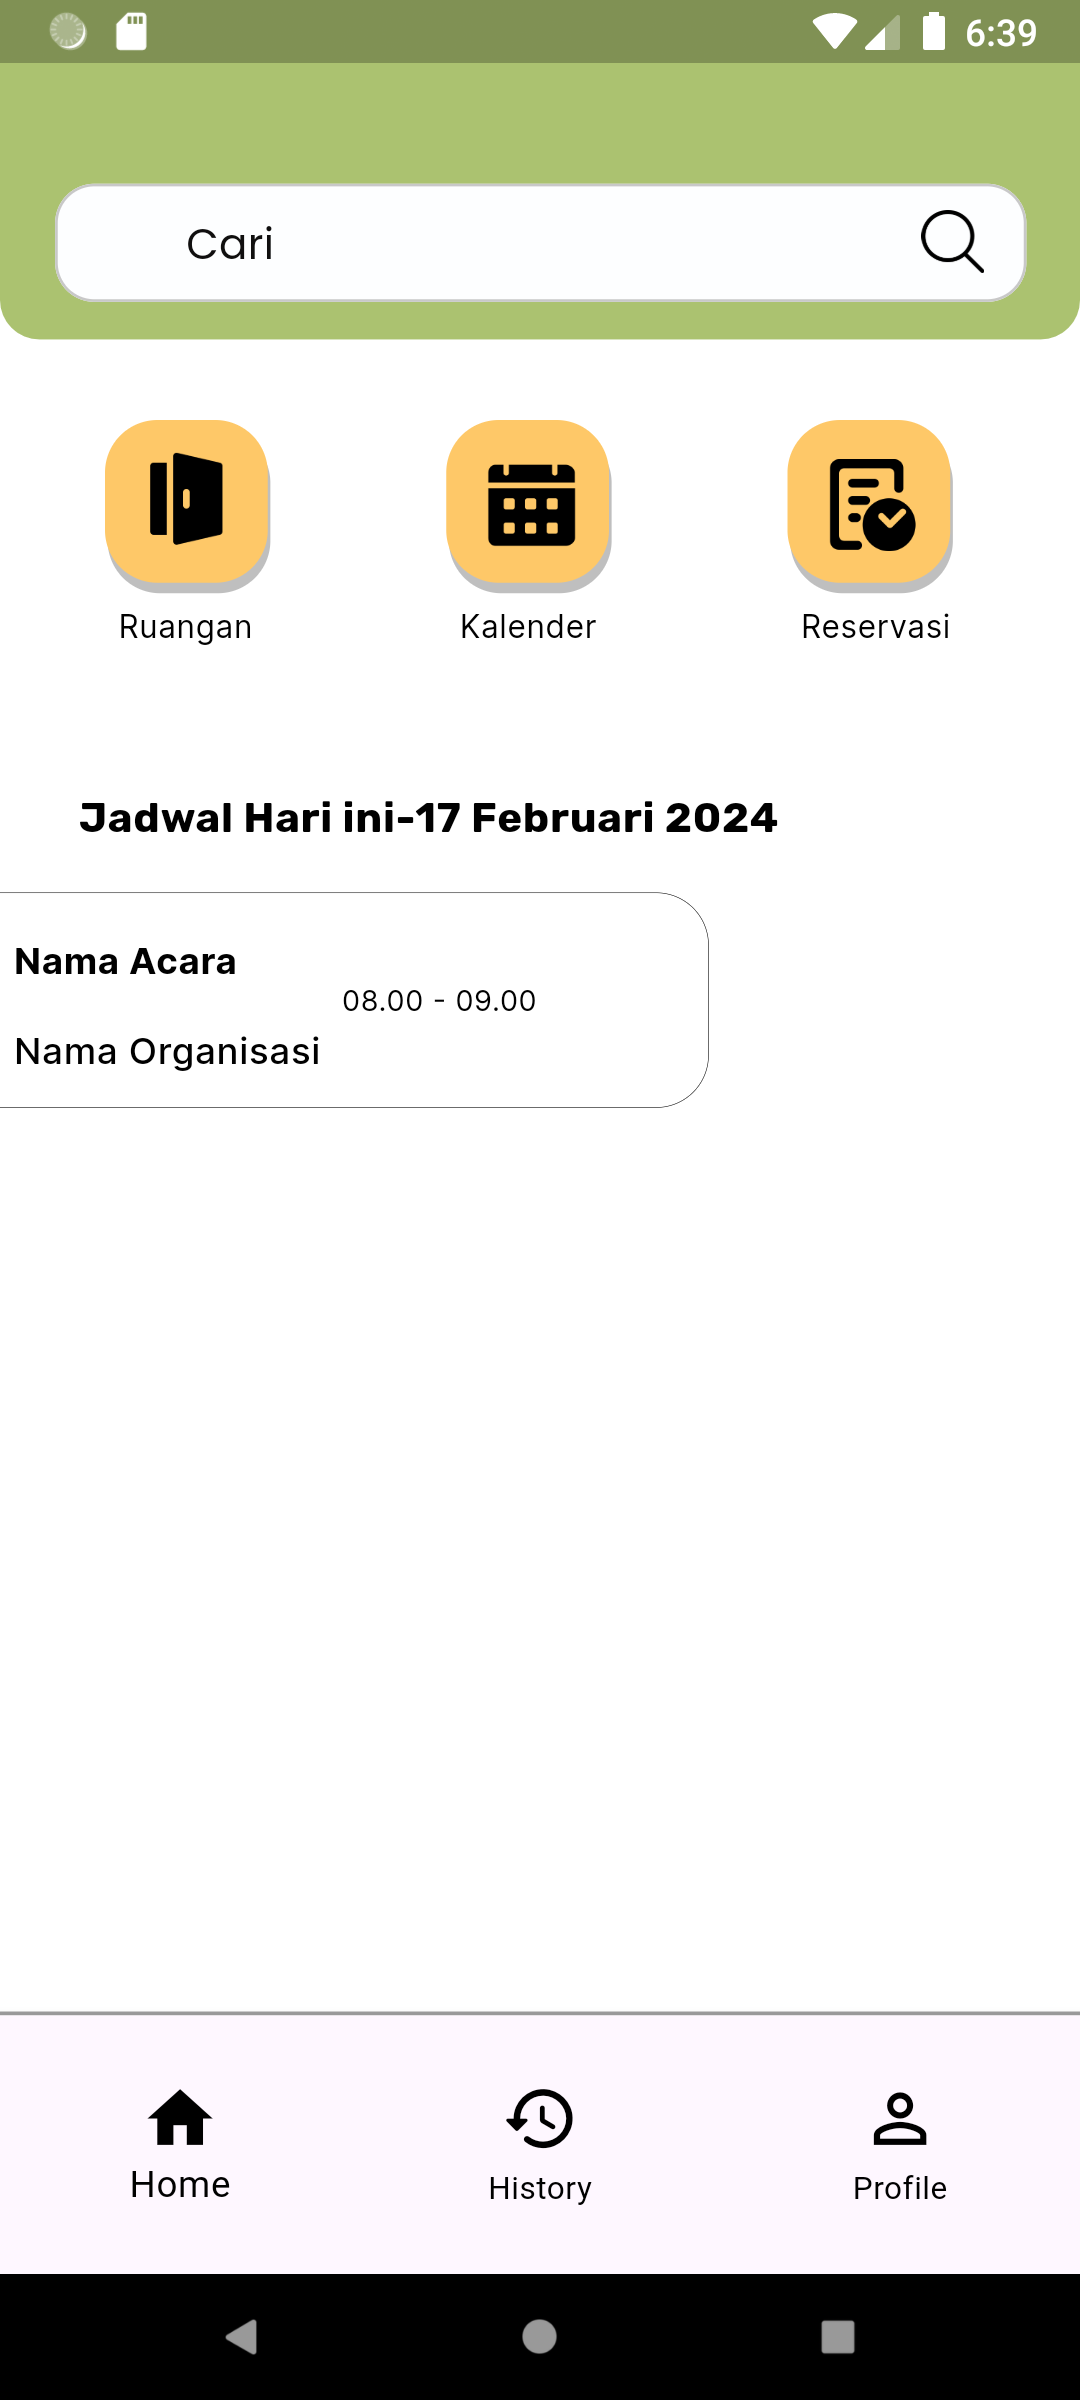 6:39
Cari
Ruangan
Kalender
Reservasi
Jadwal Hari ini-17 Februari 2024
Nama Acara
08.00 - 09.00
Nama Organisasi
Home
History
Profile